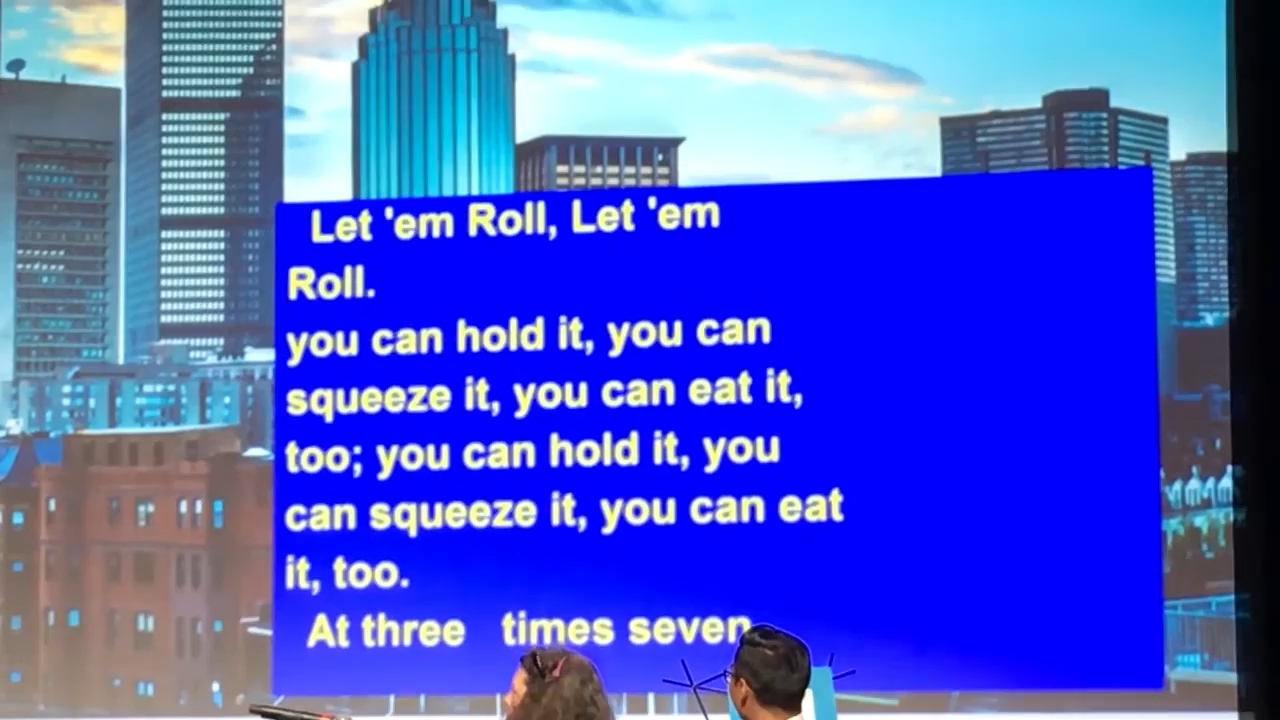 Let 'em Roll, Let 'em
Roll.
you can hold it, you can
squeeze it, you can eat it,
too; you can hold it, you
can squeeze it, you can eat
it, too.
At three times seven